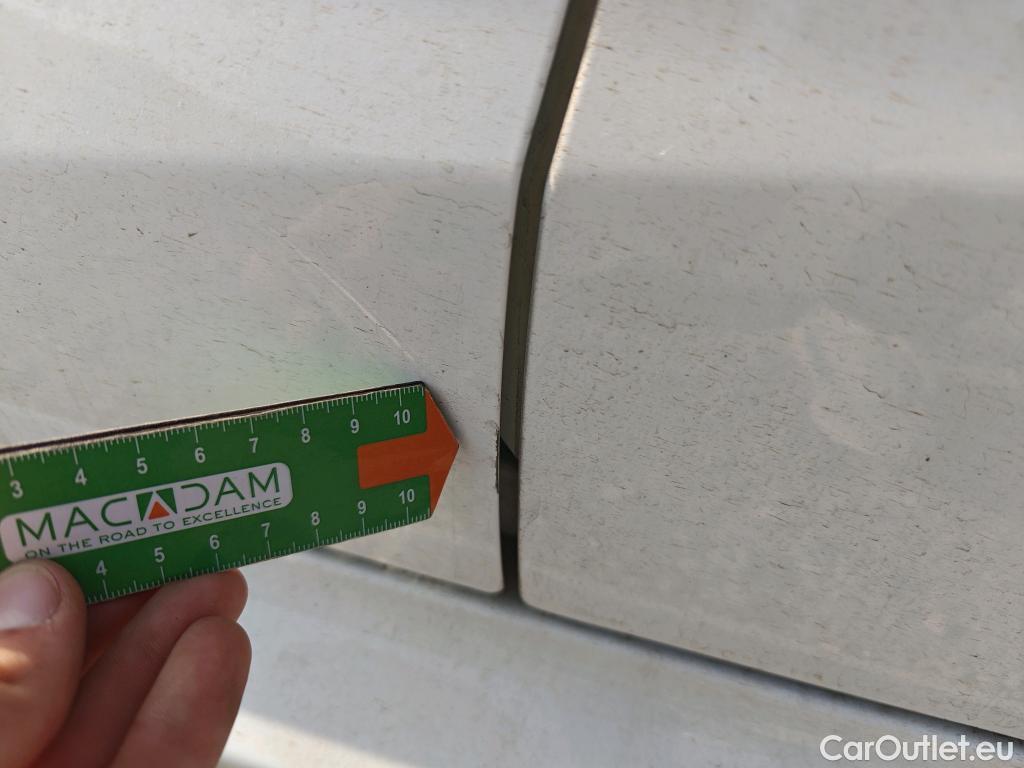 3 4 5 6 7 8 9 10
MACADAM
ON THE ROAD TO EXCELLENCE
4 5 6 7 8 9 10
CarOutlet.eu